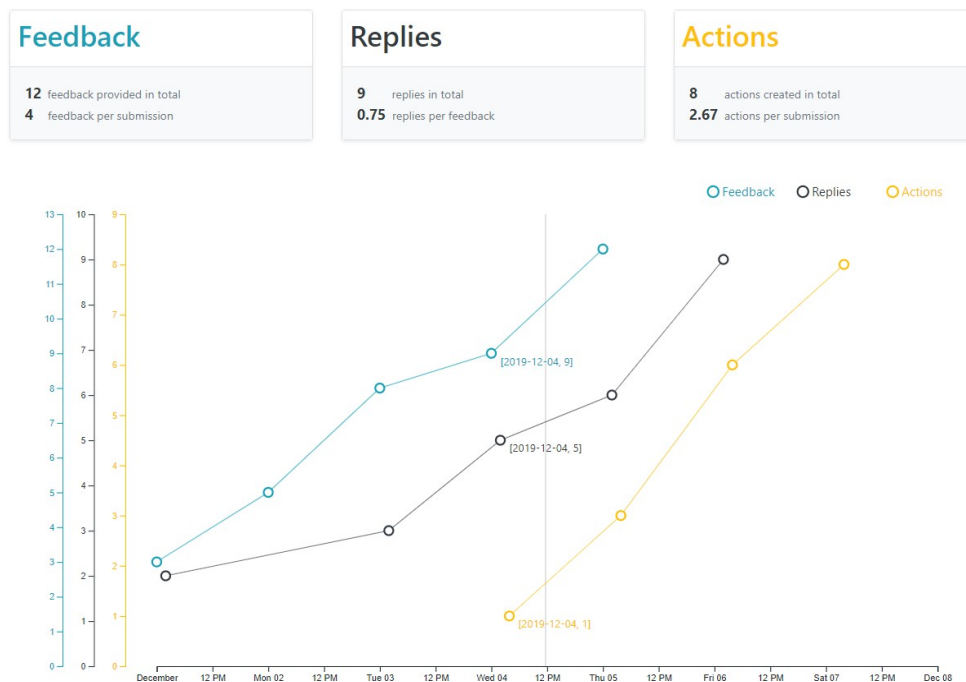 Feedback
12 feedback provided in total
4 feedback per submission
Replies
9 replies in total
0.75 replies per feedback
Actions
8 actions created in total
2.67 actions per submission
Feedback Replies Actions
13 10 9
12
11
10
9
8
7
6
5
4
3
2
1
0
9
8
7
6
5
4
3
2
1
0
8
7
6
5
4
3
2
1
0
[2019-12-04, 9]
[2019-12-04, 5]
[2019-12-04, 1]
December 12 PM Mon 02 12 PM Tue 03 12 PM Wed 04 12 PM Thu 05 12 PM Fri 06 12 PM Sat 07 12 PM Dec 08